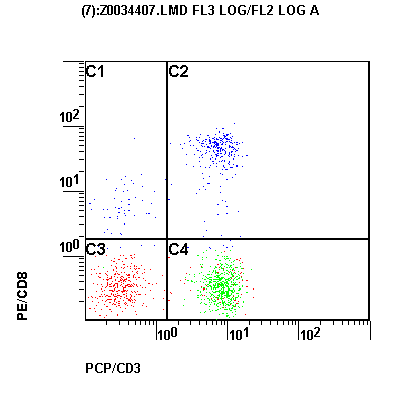 (7):Z0034407.LMD FL3 LOG/FL2 LOG A
C1 C2
10²
10¹
C3 C4
10⁰
PE/CD8
10⁰ 10¹ 10²
PCP/CD3